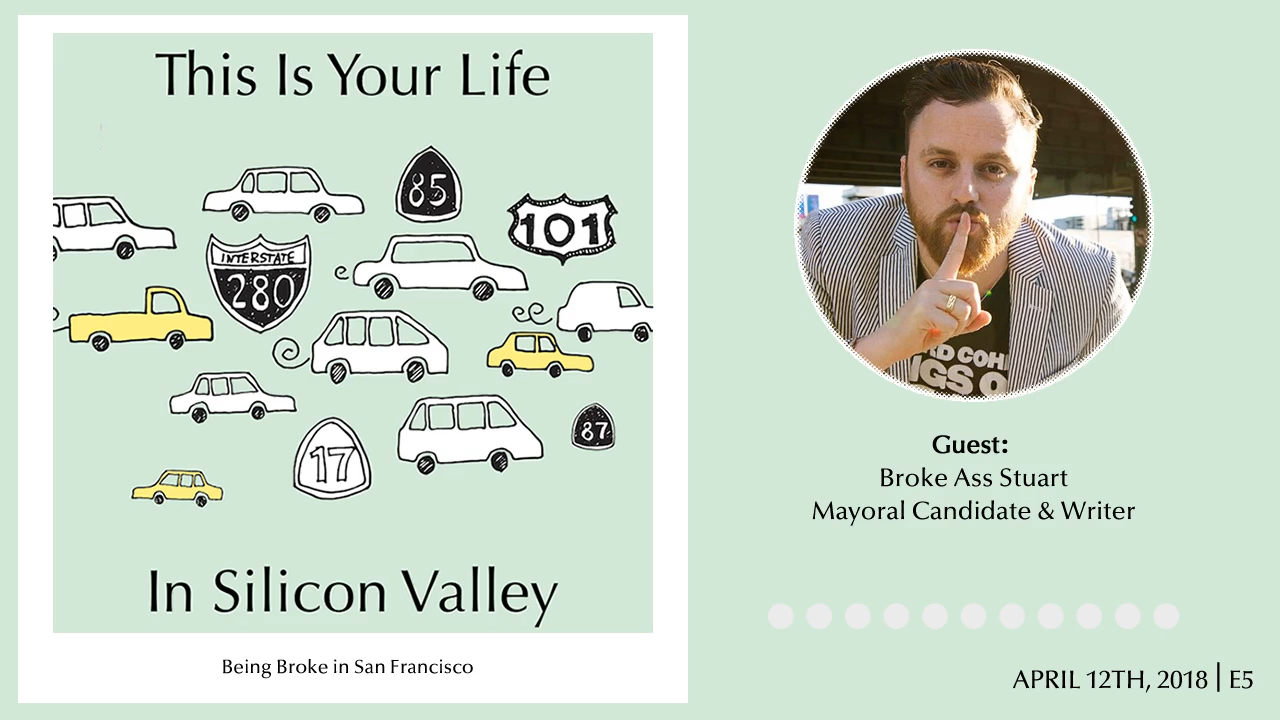 This Is Your Life
85
101
INTERSTATE
280
17
87
In Silicon Valley
Being Broke in San Francisco
Guest:
Broke Ass Stuart
Mayoral Candidate & Writer
APRIL 12TH, 2018 | E5